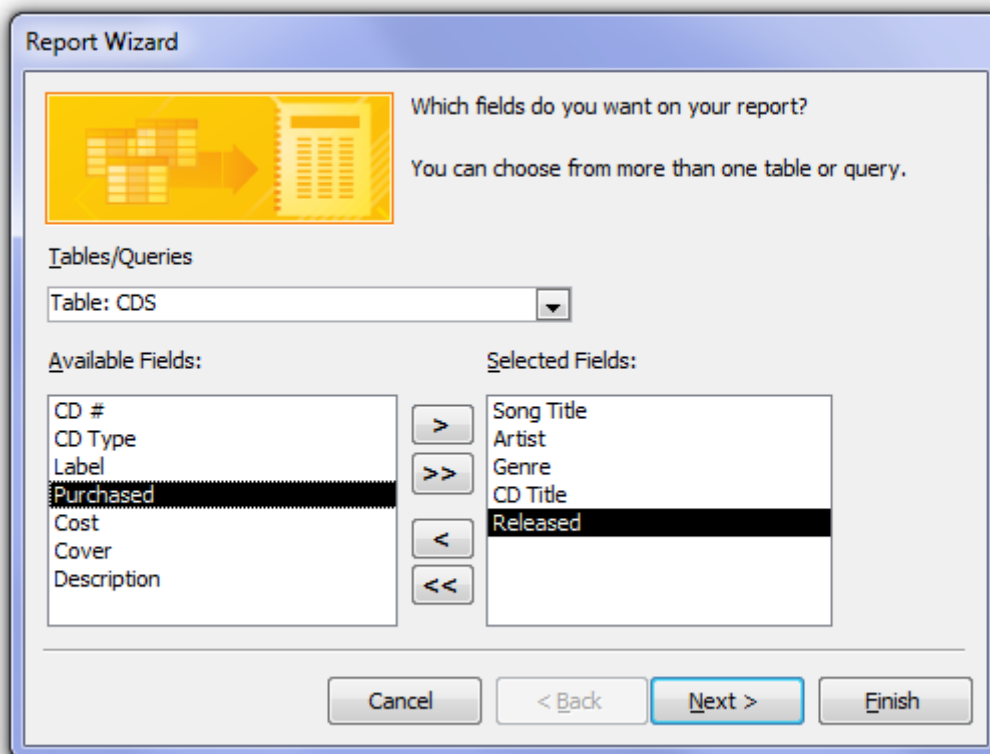 Report Wizard
Which fields do you want on your report?
You can choose from more than one table or query.
Tables/Queries
Table: CDS
Available Fields:
Selected Fields:
CD #
CD Type
Label
Purchased
Cost
Cover
Description
>
>>
<
<<
Song Title
Artist
Genre
CD Title
Released
Cancel
< Back
Next >
Finish